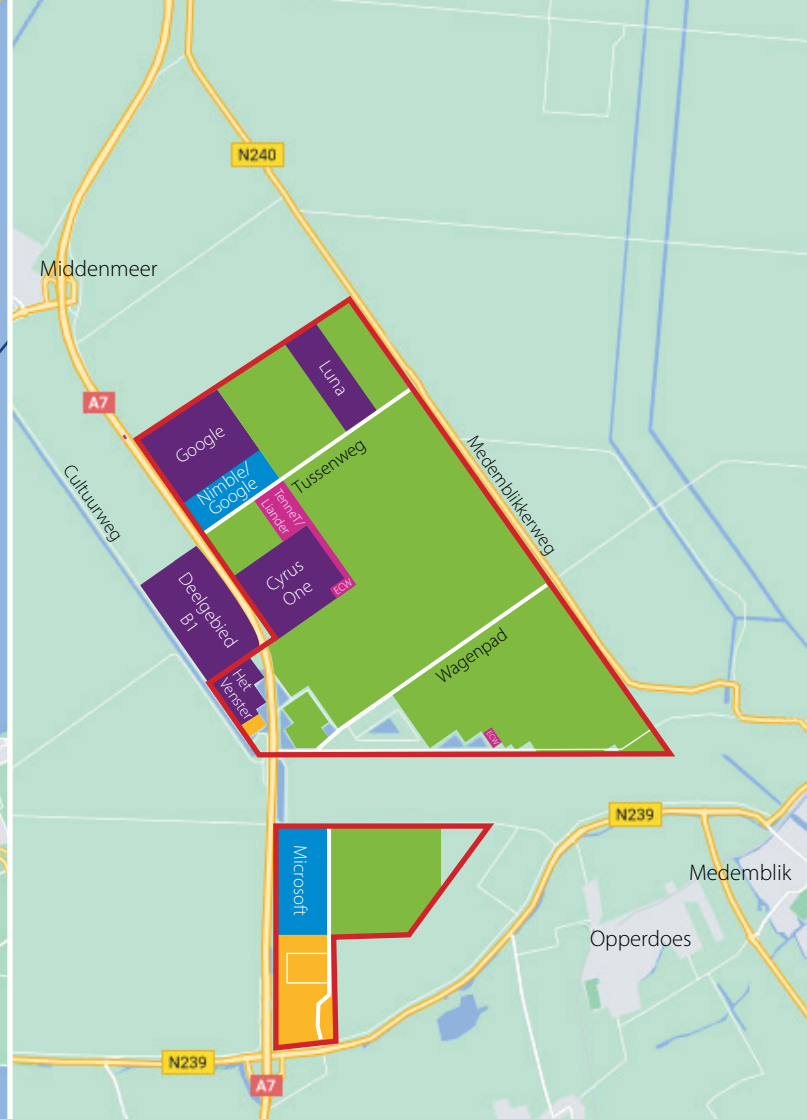 N240
Middenmeer
A7
Luna
Google
Nimble/
Google
Tussenweg
TenneT/
Liander
Medemblikkerweg
Cultuurweg
Cyrus
One
ECW
Deelgebied
B1
Wagenpad
Het
Venster
ECW
N239
Microsoft
Medemblik
Opperdoes
N239
A7